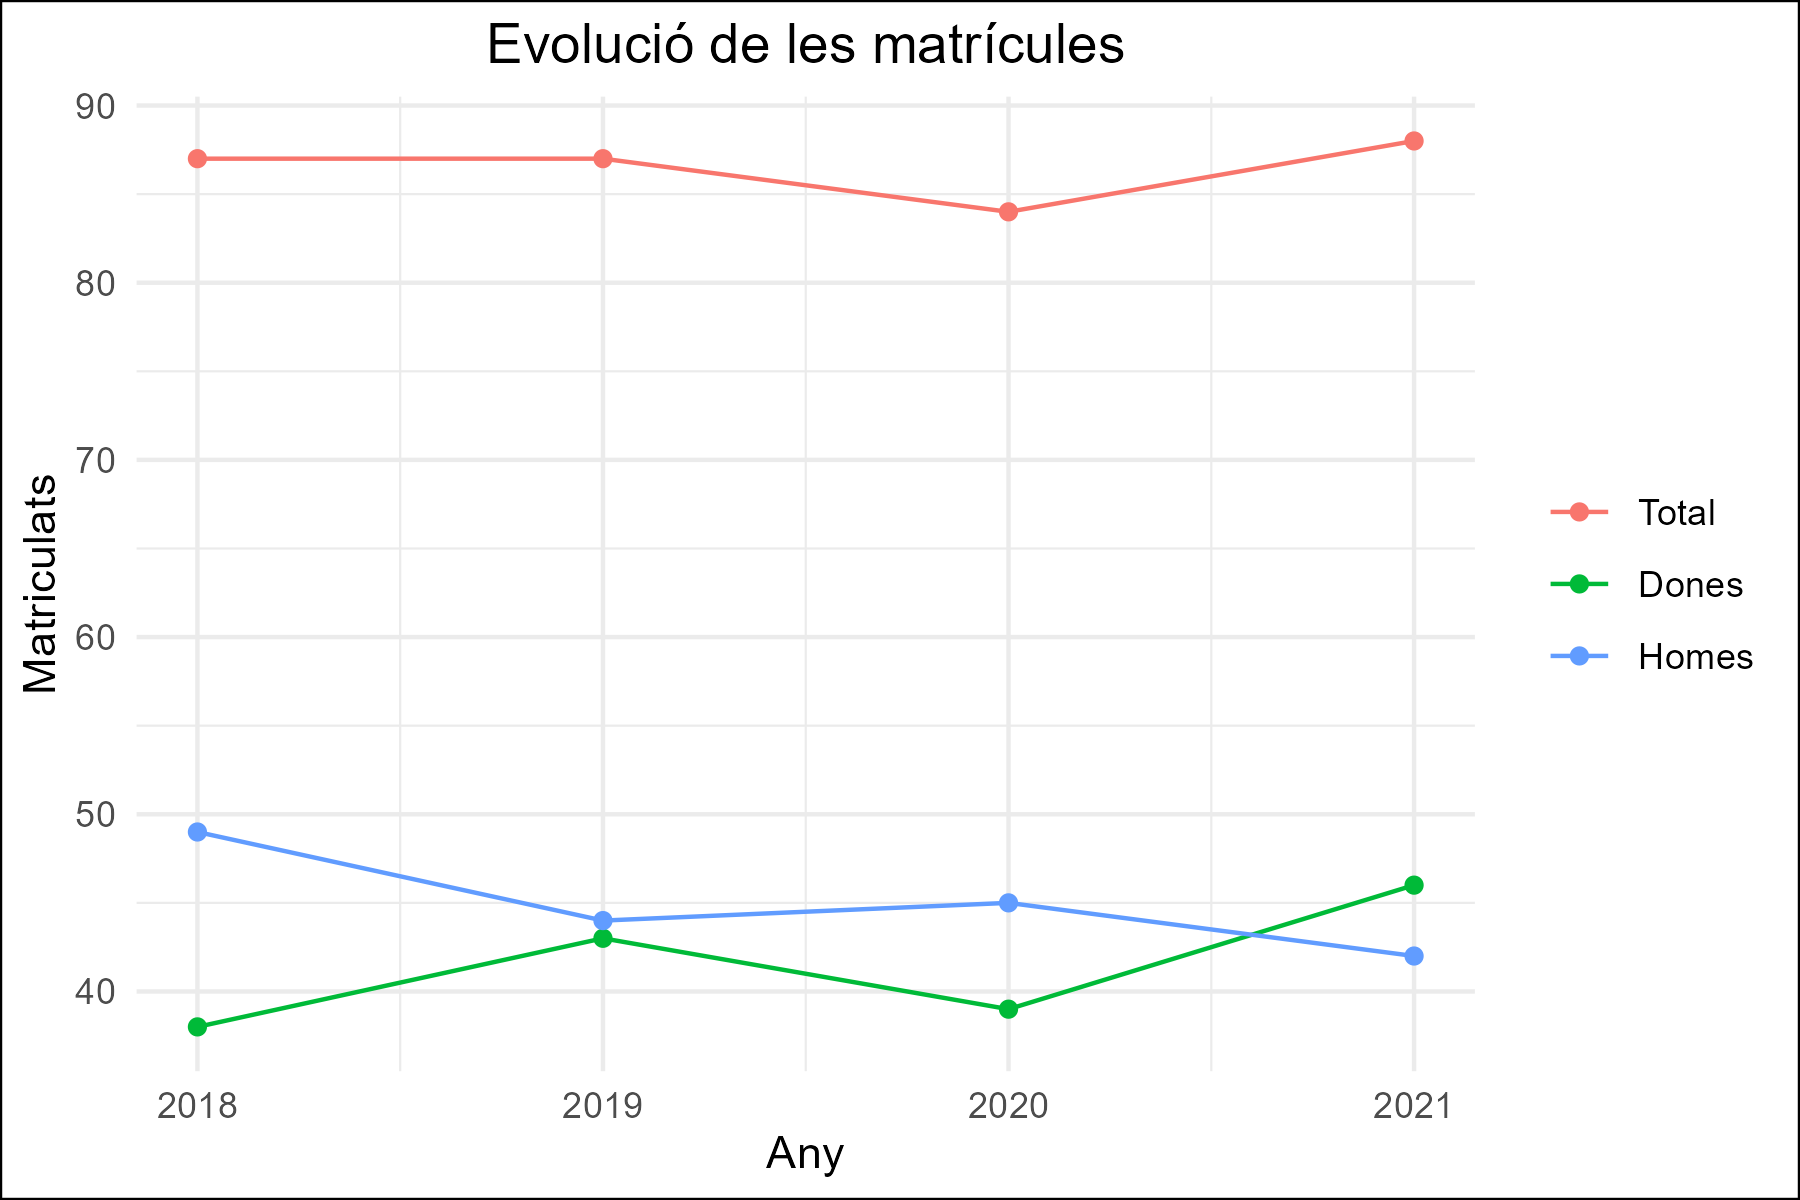 Evolució de les matrícules
90
80
70
60
50
40
Matriculats
2018
2019
2020
2021
Any
Total
Dones
Homes